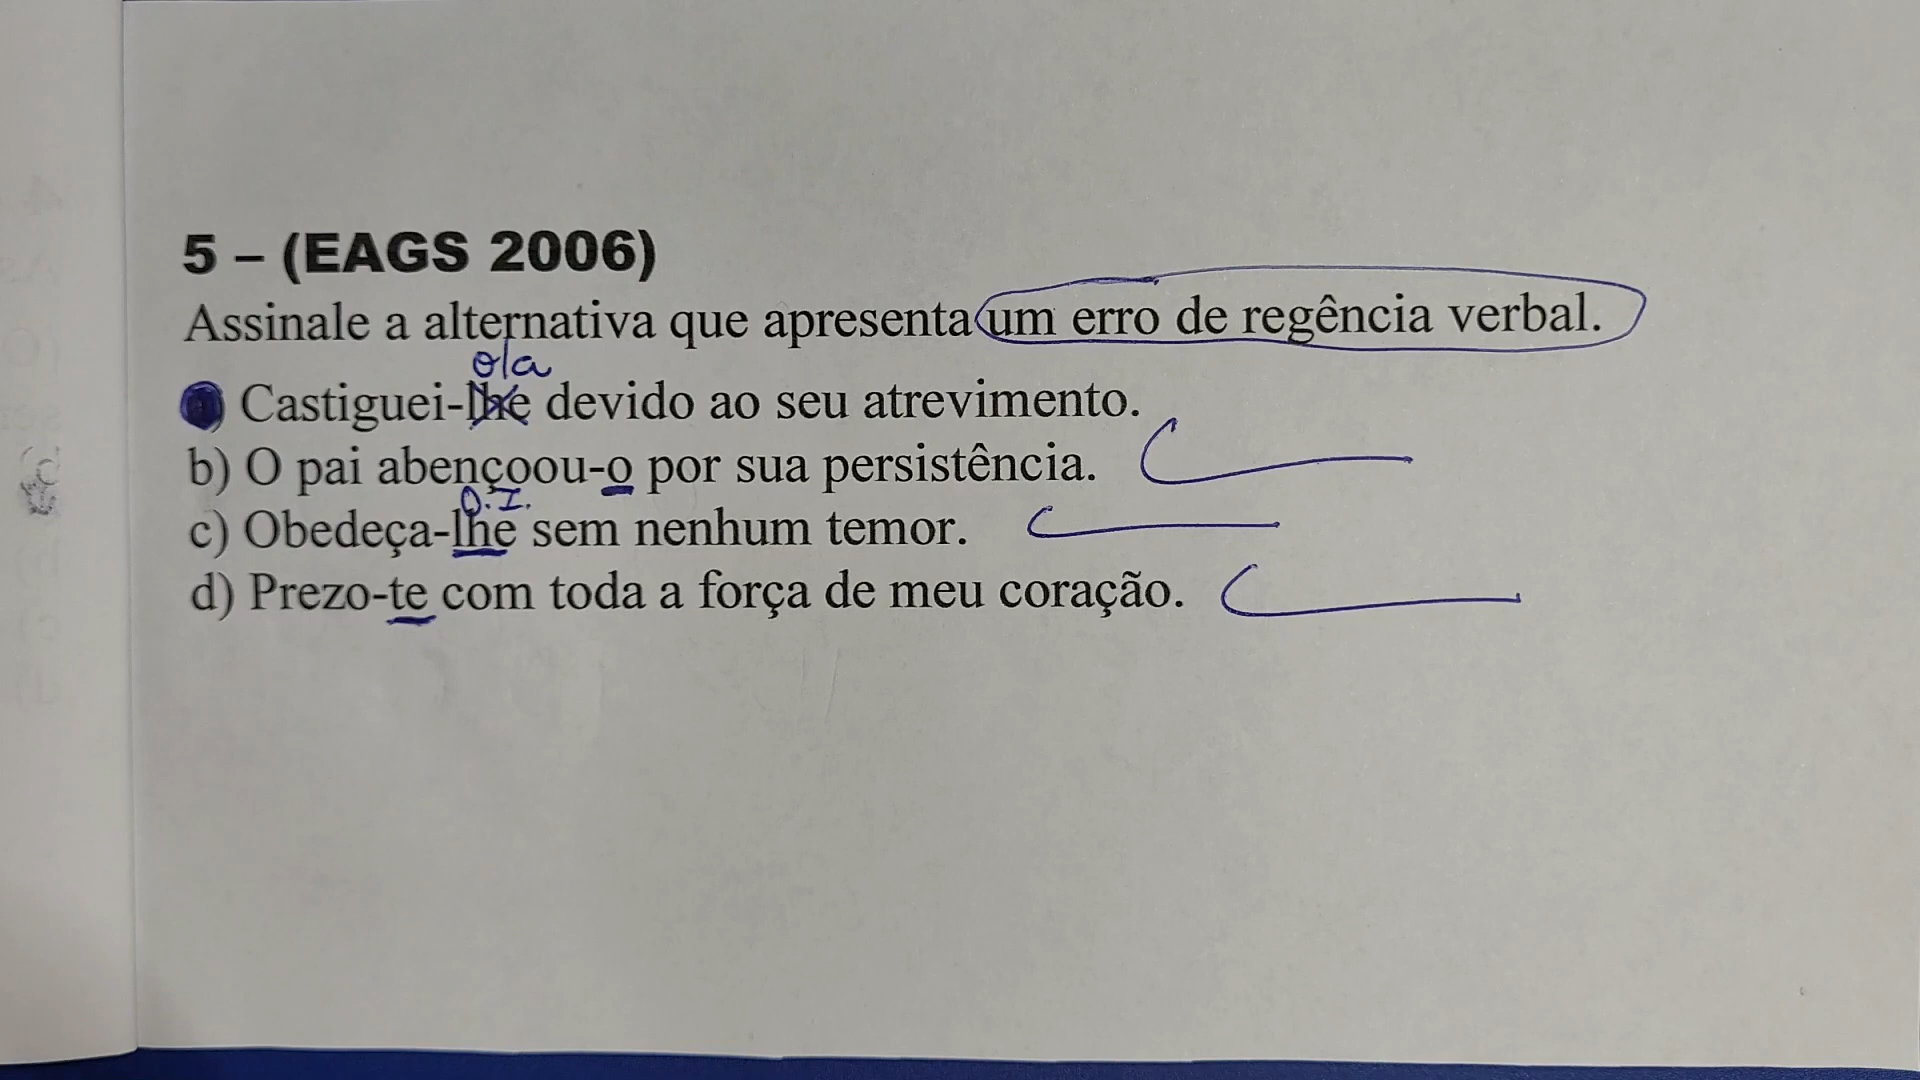 5 – (EAGS 2006)
Assinale a alternativa que apresenta um erro de regência verbal.
o/a
Castiguei-lhe devido ao seu atrevimento.
b) O pai abençoou-o por sua persistência.
O.I.
c) Obedeça-lhe sem nenhum temor.
d) Prezo-te com toda a força de meu coração.